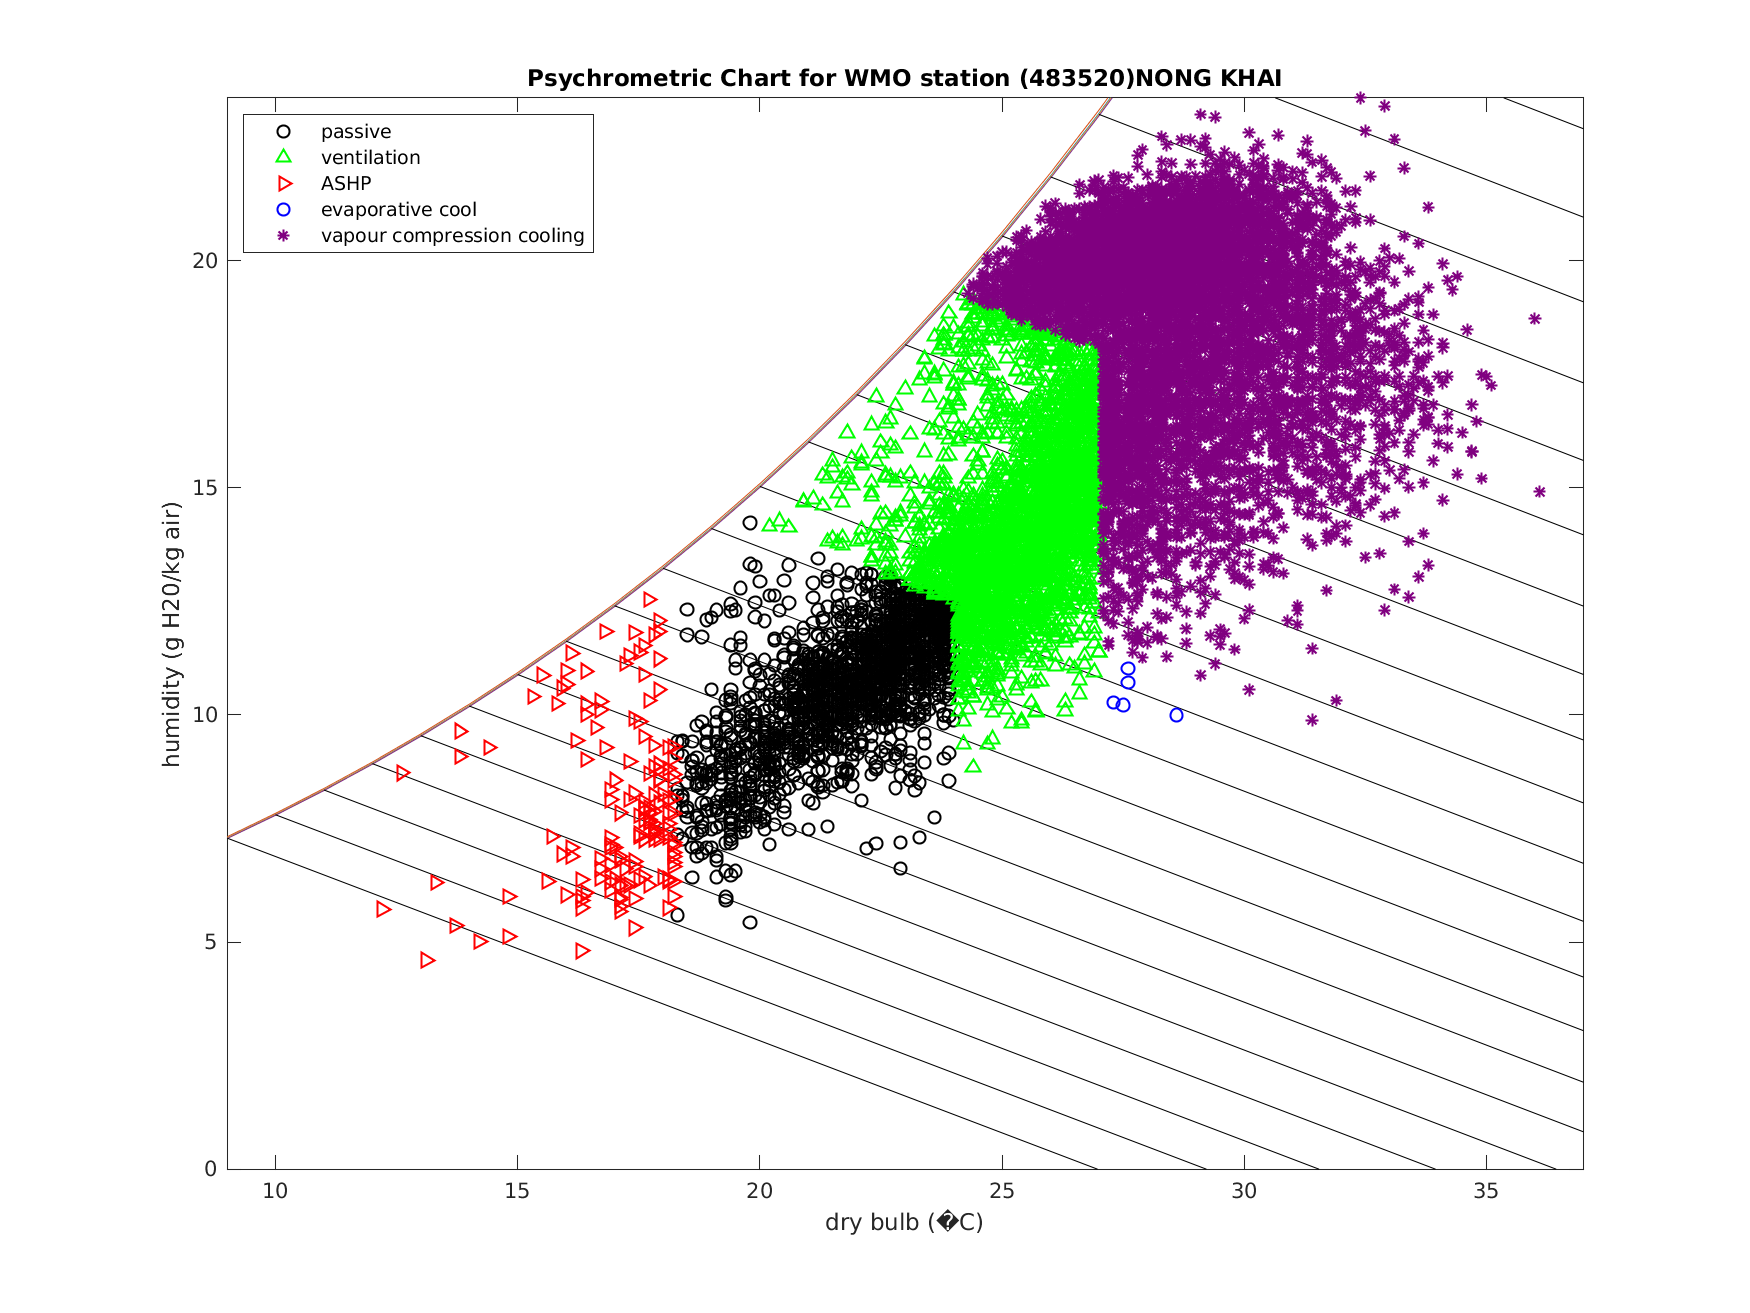 Psychrometric Chart for WMO station (483520)NONG KHAI
passive
ventilation
ASHP
evaporative cool
vapour compression cooling
humidity (g H20/kg air)
20
15
10
5
0
10 15 20 25 30 35
dry bulb (�C)